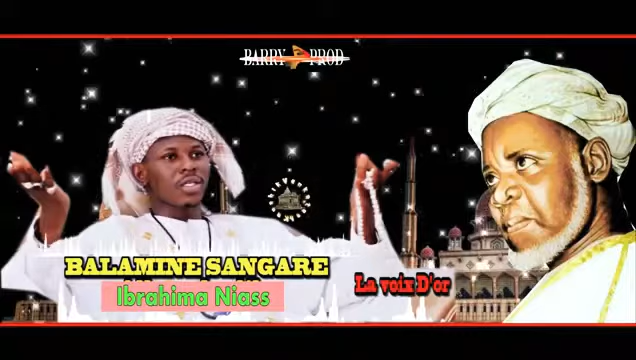 BARRY PROD
BALAMINE SANGARE
Ibrahima Niass
La voix D'or